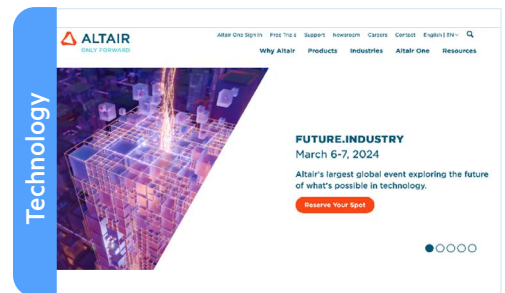 Technology
ALTAIR
ONLY FORWARD
Altair One Sign In Free Trials Support Newsroom Careers Contact English | EN
Why Altair Products Industries Altair One Resources
FUTURE.INDUSTRY
March 6-7, 2024
Altair's largest global event exploring the future
of what's possible in technology.
Reserve Your Spot